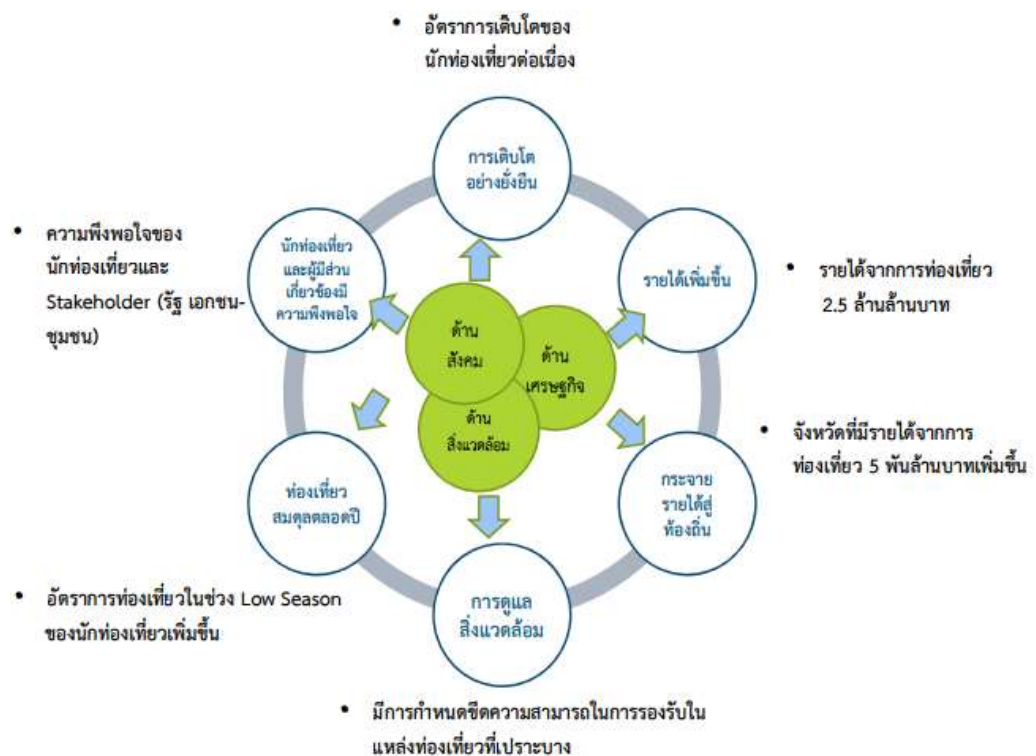 • อัตราการเติบโตของ
นักท่องเที่ยวต่อเนื่อง
การเติบโต
อย่างยั่งยืน
• ความพึงพอใจของ
นักท่องเที่ยวและ
Stakeholder (รัฐ เอกชน-
ชุมชน)
นักท่องเที่ยว
และผู้มีส่วน
เกี่ยวข้องมี
ความพึงพอใจ
รายได้เพิ่มขึ้น
• รายได้จากการท่องเที่ยว
2.5 ล้านล้านบาท
ด้าน
สังคม
ด้าน
เศรษฐกิจ
ด้าน
สิ่งแวดล้อม
• จังหวัดที่มีรายได้จากการ
ท่องเที่ยว 5 พันล้านบาทเพิ่มขึ้น
ท่องเที่ยว
สมดุลตลอดปี
กระจาย
รายได้สู่
ท้องถิ่น
• อัตราการท่องเที่ยวในช่วง Low Season
ของนักท่องเที่ยวเพิ่มขึ้น
การดูแล
สิ่งแวดล้อม
• มีการกำหนดขีดความสามารถในการรองรับใน
แหล่งท่องเที่ยวที่เปราะบาง